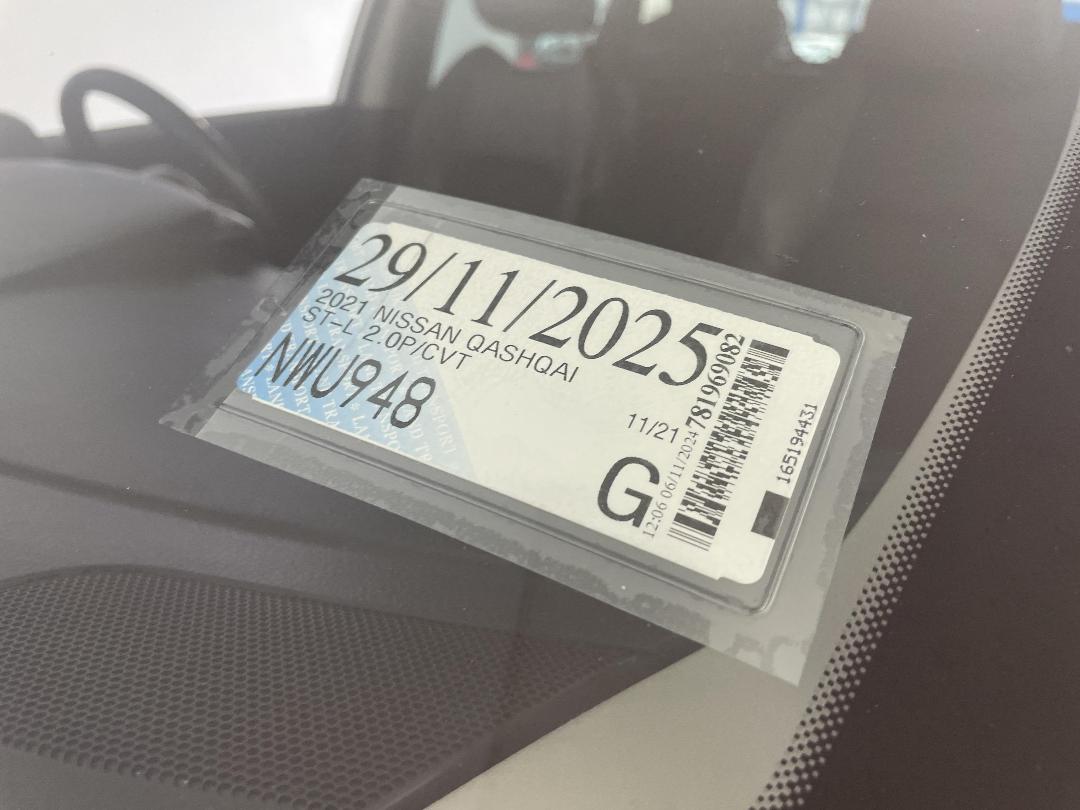 29/11/2025
2021 NISSAN QASHQAI
ST-L 2.0P/CVT
NWU948
11/21
G
12:06 06/11/2024 781969082
165194431